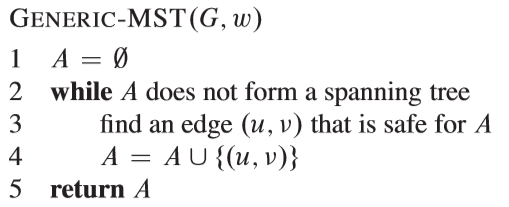 GENERIC-MST(G, w)
1 A = ∅
2 while A does not form a spanning tree
3 find an edge (u, v) that is safe for A
4 A = A ∪ {(u, v)}
5 return A